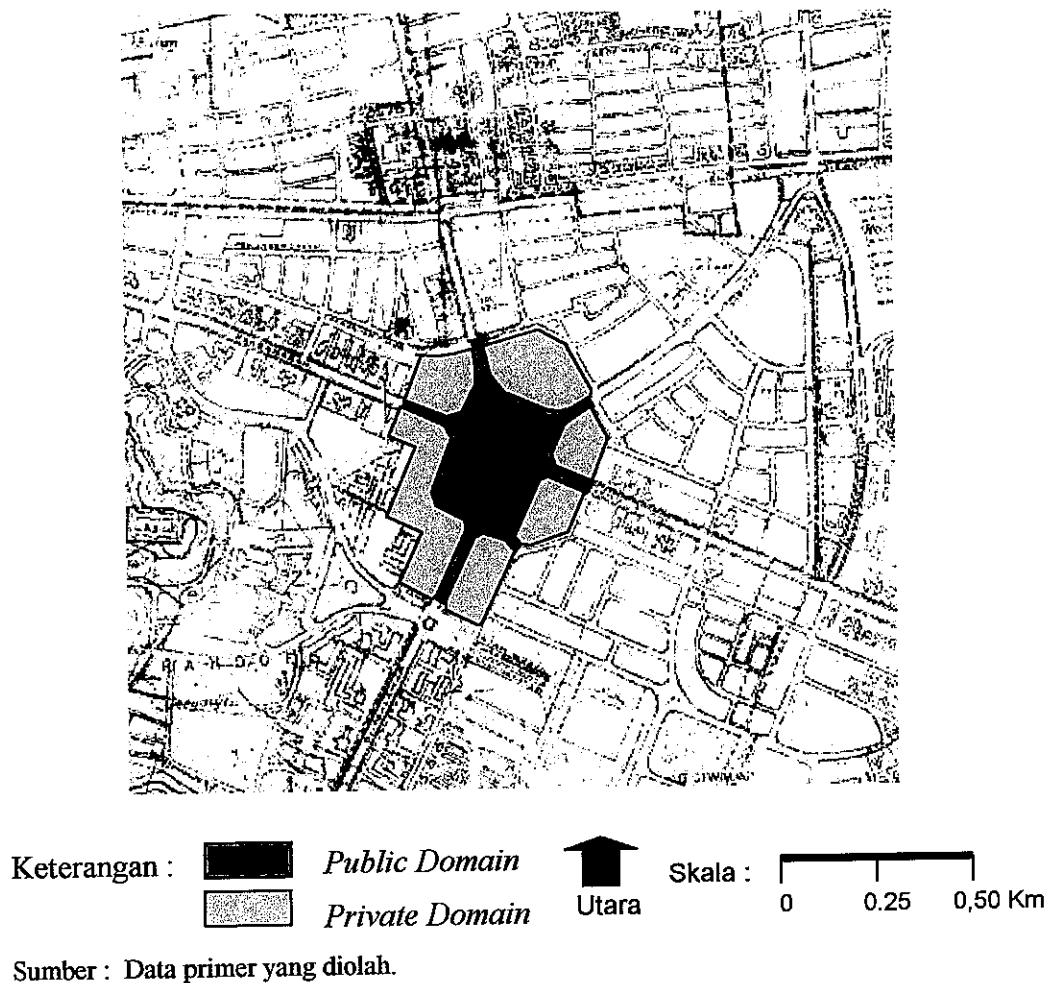 Keterangan :
Public Domain
Private Domain
Utara
Skala :
0 0.25 0,50 Km
Sumber : Data primer yang diolah.